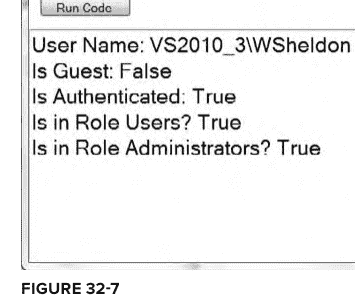 Run Code
User Name: VS2010_3\WSheldon
Is Guest: False
Is Authenticated: True
Is in Role Users? True
Is in Role Administrators? True
FIGURE 32-7